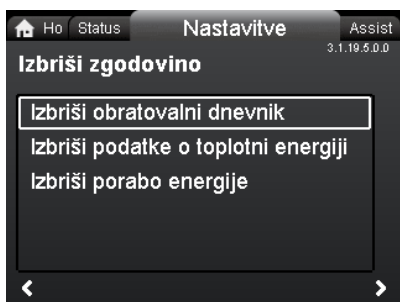 Ho Status Nastavitve Assist
3.1.19.5.0.0
Izbriši zgodovino
Izbriši obratovalni dnevnik
Izbriši podatke o toplotni energiji
Izbriši porabo energije